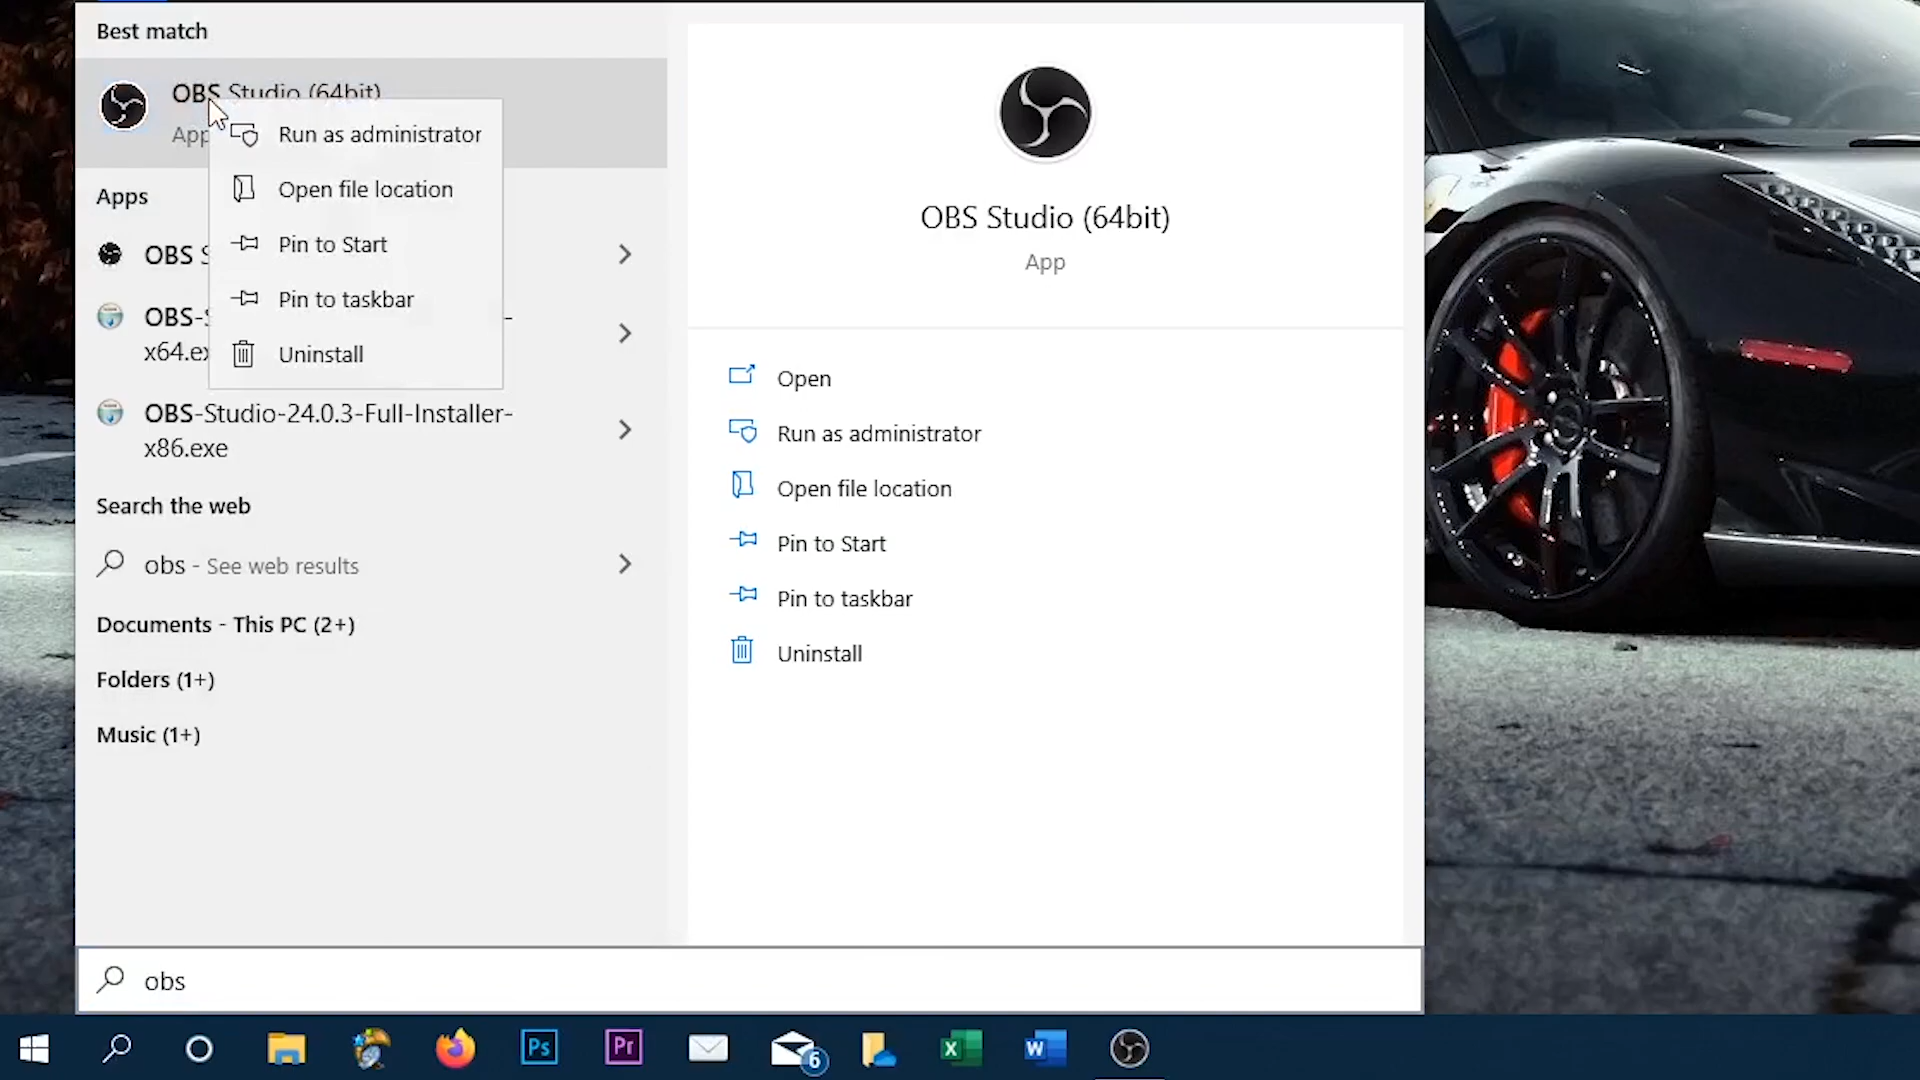 Best match
OBS Studio (64bit)
App
Run as administrator
Open file location
Pin to Start
Pin to taskbar
Uninstall
Apps
OBS S
OBS-S
x64.ex
OBS-Studio-24.0.3-Full-Installer-
x86.exe
Search the web
obs - See web results
Documents - This PC (2+)
Folders (1+)
Music (1+)
OBS Studio (64bit)
App
Open
Run as administrator
Open file location
Pin to Start
Pin to taskbar
Uninstall
obs
Ps
Pr
6
X
W